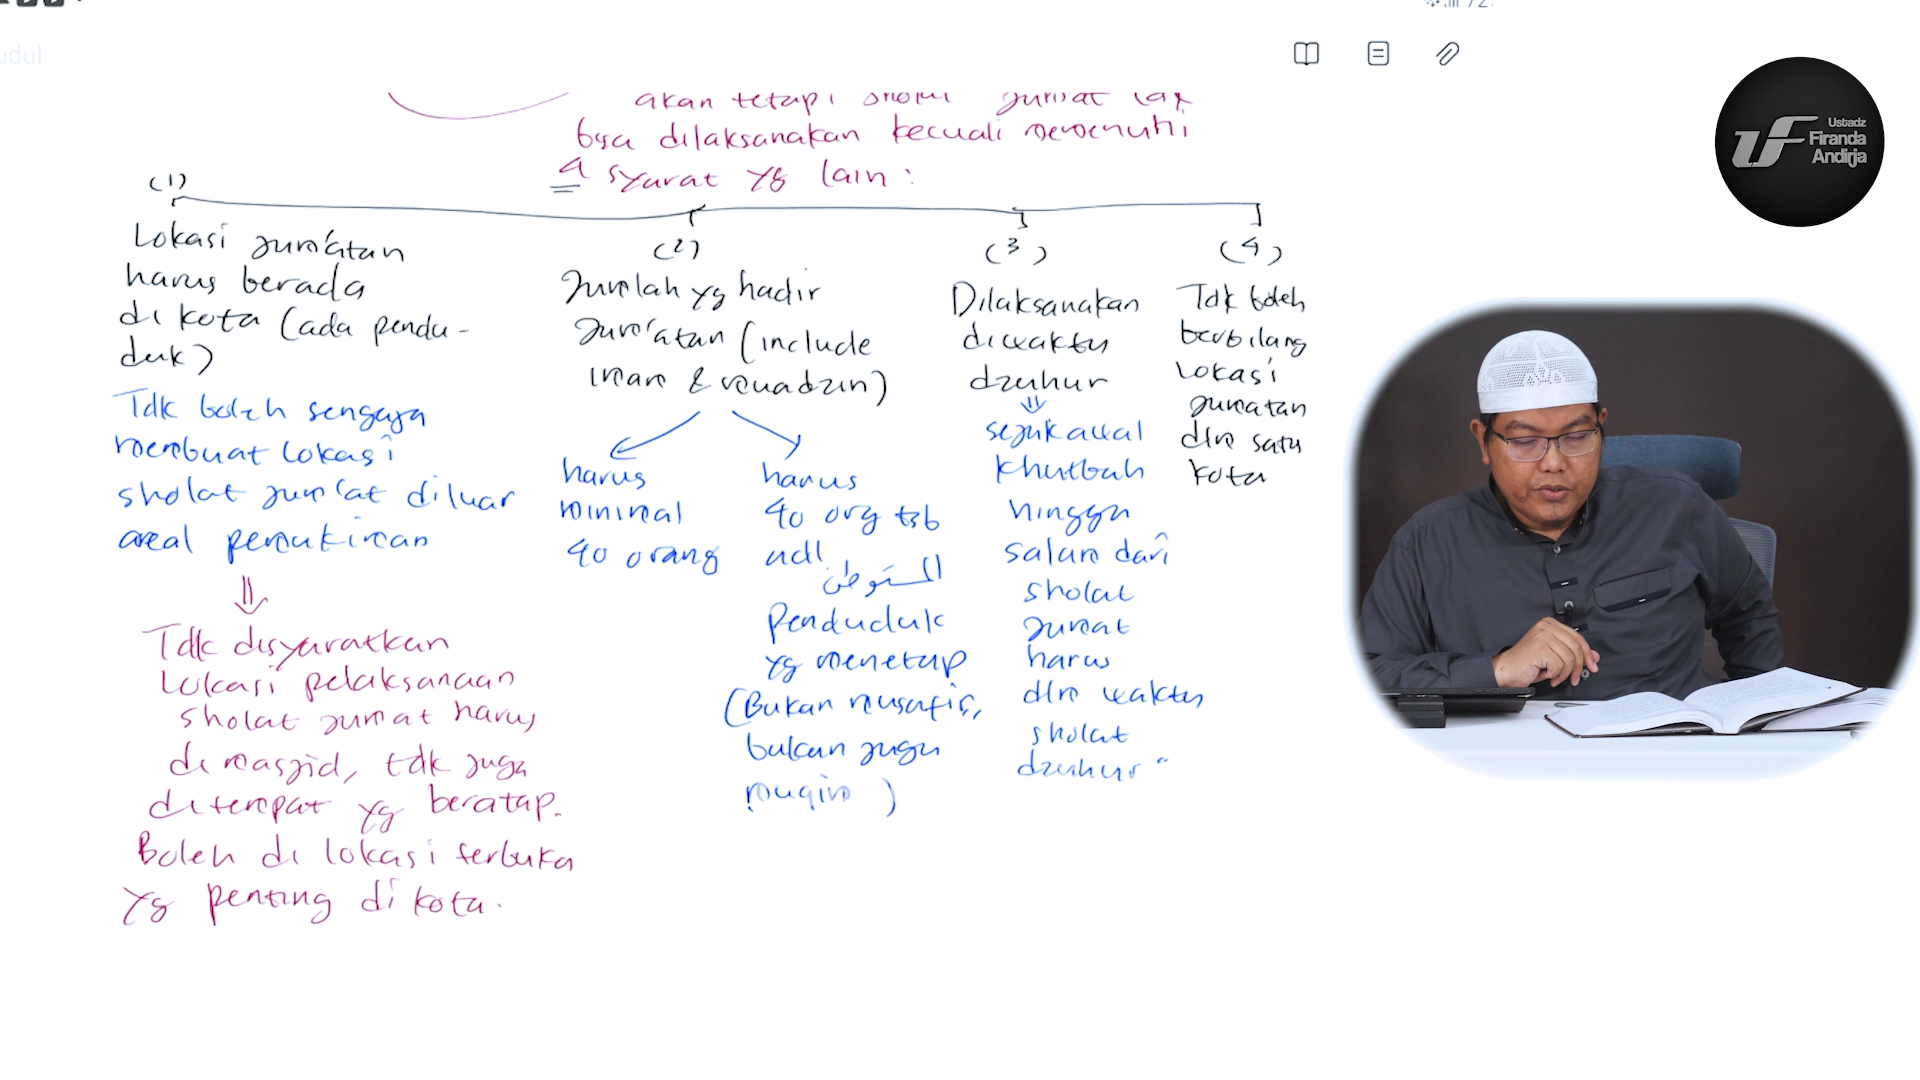 udul
Ustadz
Firanda
Andirja
akan tetapi sholat jum'at tak
bisa dilaksanakan kecuali memenuhi
4 syarat yg lain :
(1)
Lokasi jum'atan
harus berada
di kota (ada pendu-
duk)
Tdk boleh sengaja
membuat lokasi
sholat jum'at diluar
areal pemukiman
⇓
Tdk disyaratkan
lokasi pelaksanaan
sholat jumat harus
di masjid, tdk juga
ditempat yg beratap.
Boleh di lokasi terbuka
yg penting di kota.
(2)
Jumlah yg hadir
Jum'atan (include
imam & muadzin)
harus
minimal
40 orang
harus
40 org tsb
adl
المستوطن
Penduduk
yg menetap
(Bukan musafir,
bukan juga
muqim)
(3)
Dilaksanakan
diwaktu
dzuhur
⇓
sejak awal
khutbah
hingga
salam dari
sholat
jumat
harus
dlm waktu
sholat
dzuhur
(4)
Tdk boleh
berbilang
lokasi
jumatan
dlm satu
kota